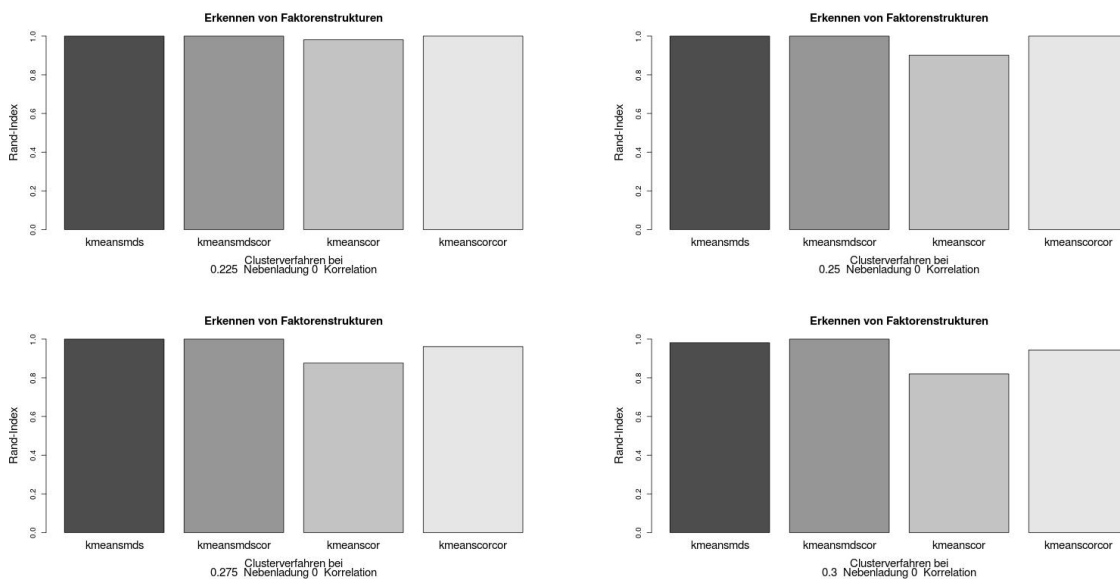 Erkennen von Faktorenstrukturen
Rand-Index
0.0 0.2 0.4 0.6 0.8 1.0
kmeansmds kmeansmdscor kmeanscor kmeanscorcor
Clusterverfahren bei
0.225 Nebenladung 0 Korrelation
Erkennen von Faktorenstrukturen
Rand-Index
0.0 0.2 0.4 0.6 0.8 1.0
kmeansmds kmeansmdscor kmeanscor kmeanscorcor
Clusterverfahren bei
0.25 Nebenladung 0 Korrelation
Erkennen von Faktorenstrukturen
Rand-Index
0.0 0.2 0.4 0.6 0.8 1.0
kmeansmds kmeansmdscor kmeanscor kmeanscorcor
Clusterverfahren bei
0.275 Nebenladung 0 Korrelation
Erkennen von Faktorenstrukturen
Rand-Index
0.0 0.2 0.4 0.6 0.8 1.0
kmeansmds kmeansmdscor kmeanscor kmeanscorcor
Clusterverfahren bei
0.3 Nebenladung 0 Korrelation